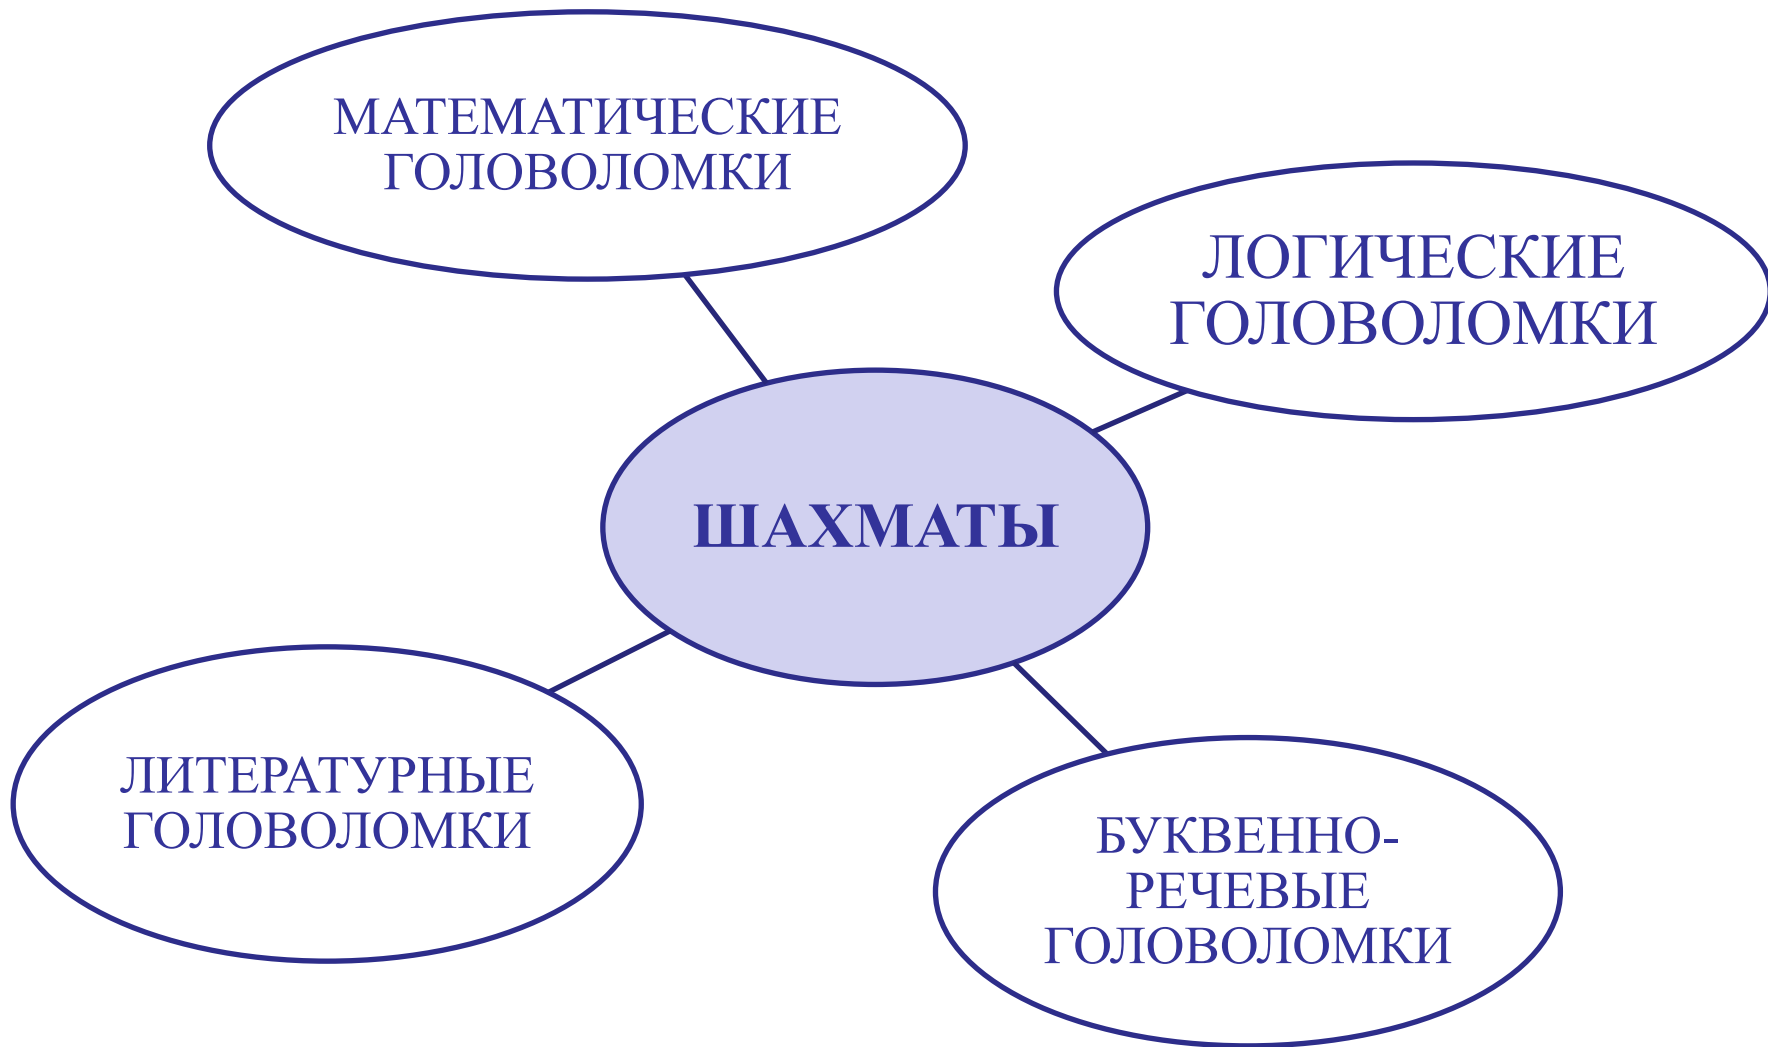 МАТЕМАТИЧЕСКИЕ
ГОЛОВОЛОМКИ
ЛОГИЧЕСКИЕ
ГОЛОВОЛОМКИ
ШАХМАТЫ
ЛИТЕРАТУРНЫЕ
ГОЛОВОЛОМКИ
БУКВЕННО-
РЕЧЕВЫЕ
ГОЛОВОЛОМКИ